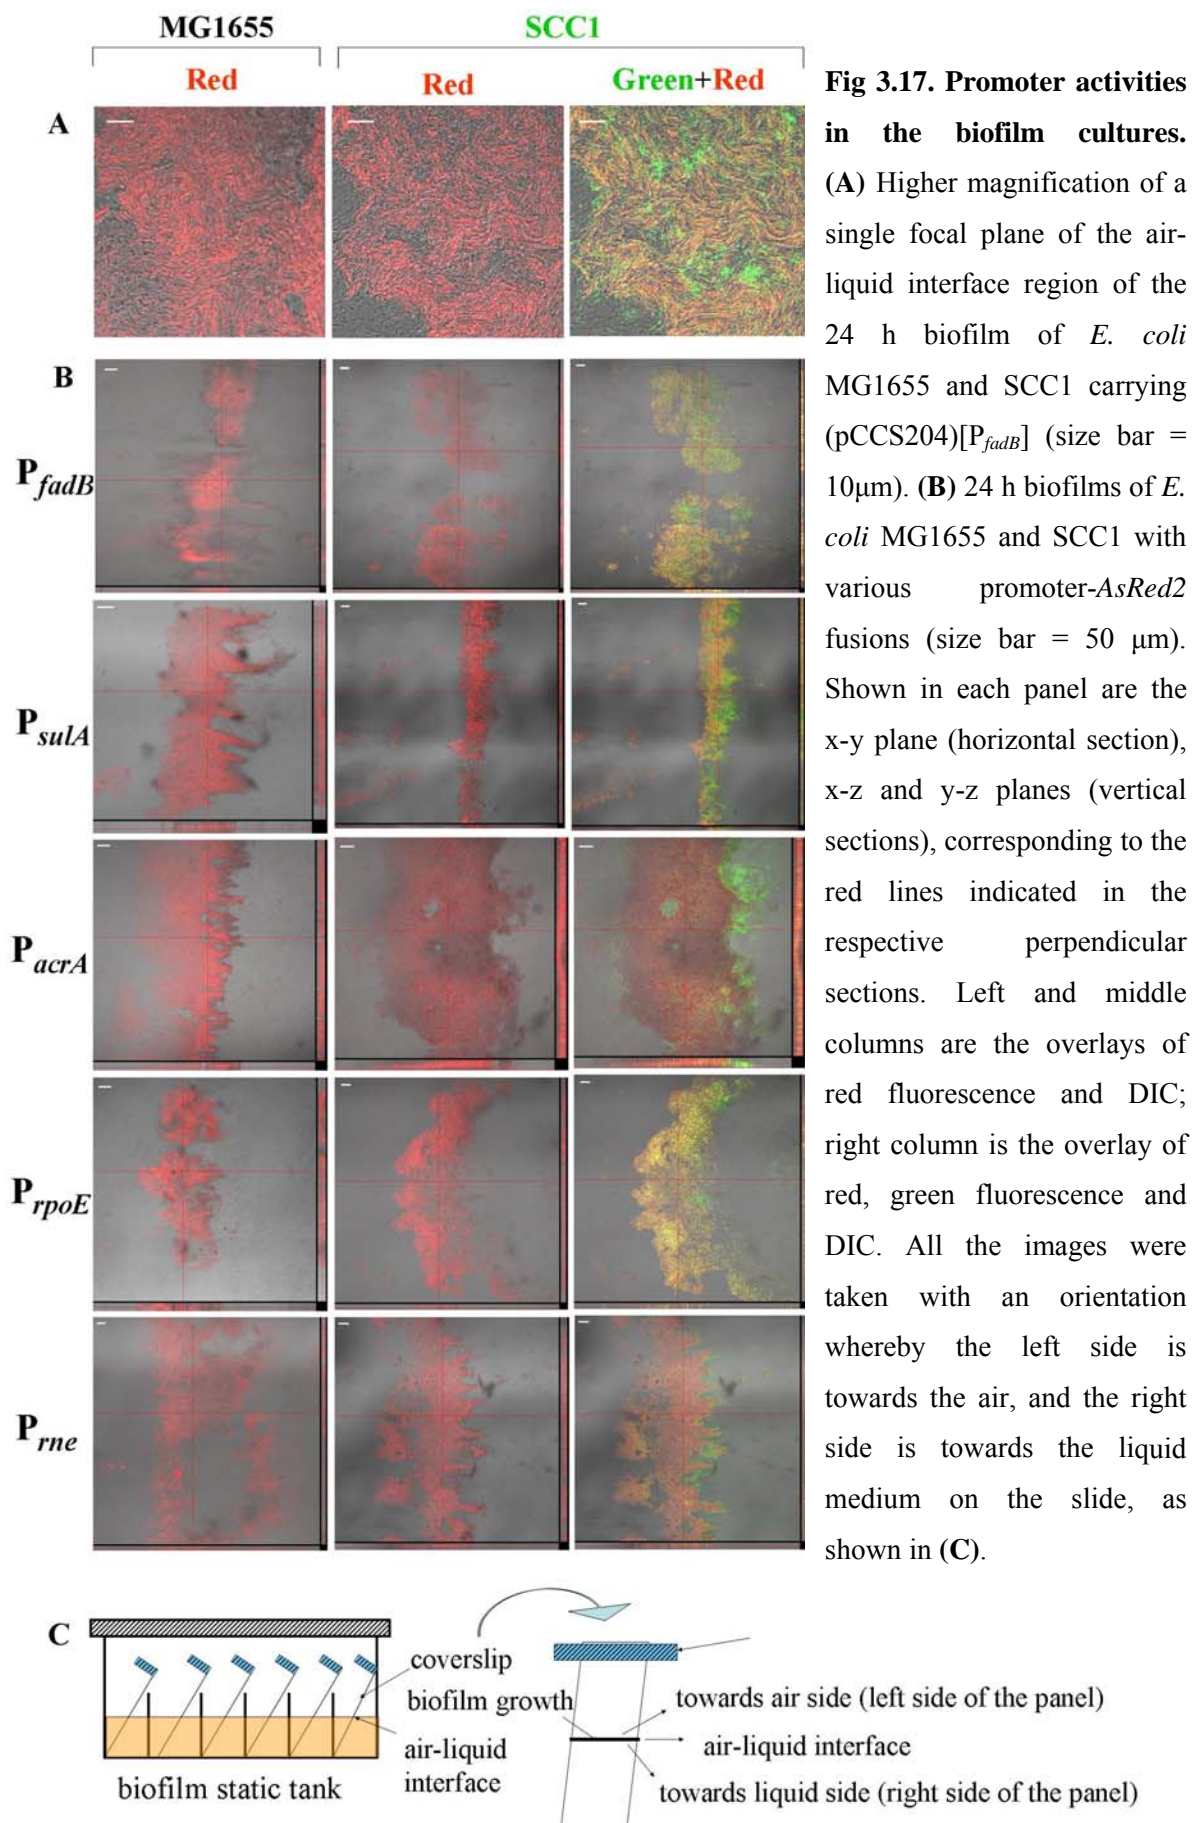 MG1655
SCC1
Red
Red
Green+Red
A
B
P_fadB
P_sulA
P_acrA
P_rpoE
P_rne
Fig 3.17. Promoter activities
in the biofilm cultures.
(A) Higher magnification of a
single focal plane of the air-
liquid interface region of the
24 h biofilm of E. coli
MG1655 and SCC1 carrying
(pCCS204)[P_fadB] (size bar =
10μm). (B) 24 h biofilms of E.
coli MG1655 and SCC1 with
various promoter-AsRed2
fusions (size bar = 50 μm).
Shown in each panel are the
x-y plane (horizontal section),
x-z and y-z planes (vertical
sections), corresponding to the
red lines indicated in the
respective perpendicular
sections. Left and middle
columns are the overlays of
red fluorescence and DIC;
right column is the overlay of
red, green fluorescence and
DIC. All the images were
taken with an orientation
whereby the left side is
towards the air, and the right
side is towards the liquid
medium on the slide, as
shown in (C).
C
coverslip
biofilm growth
air-liquid
interface
biofilm static tank
towards air side (left side of the panel)
air-liquid interface
towards liquid side (right side of the panel)